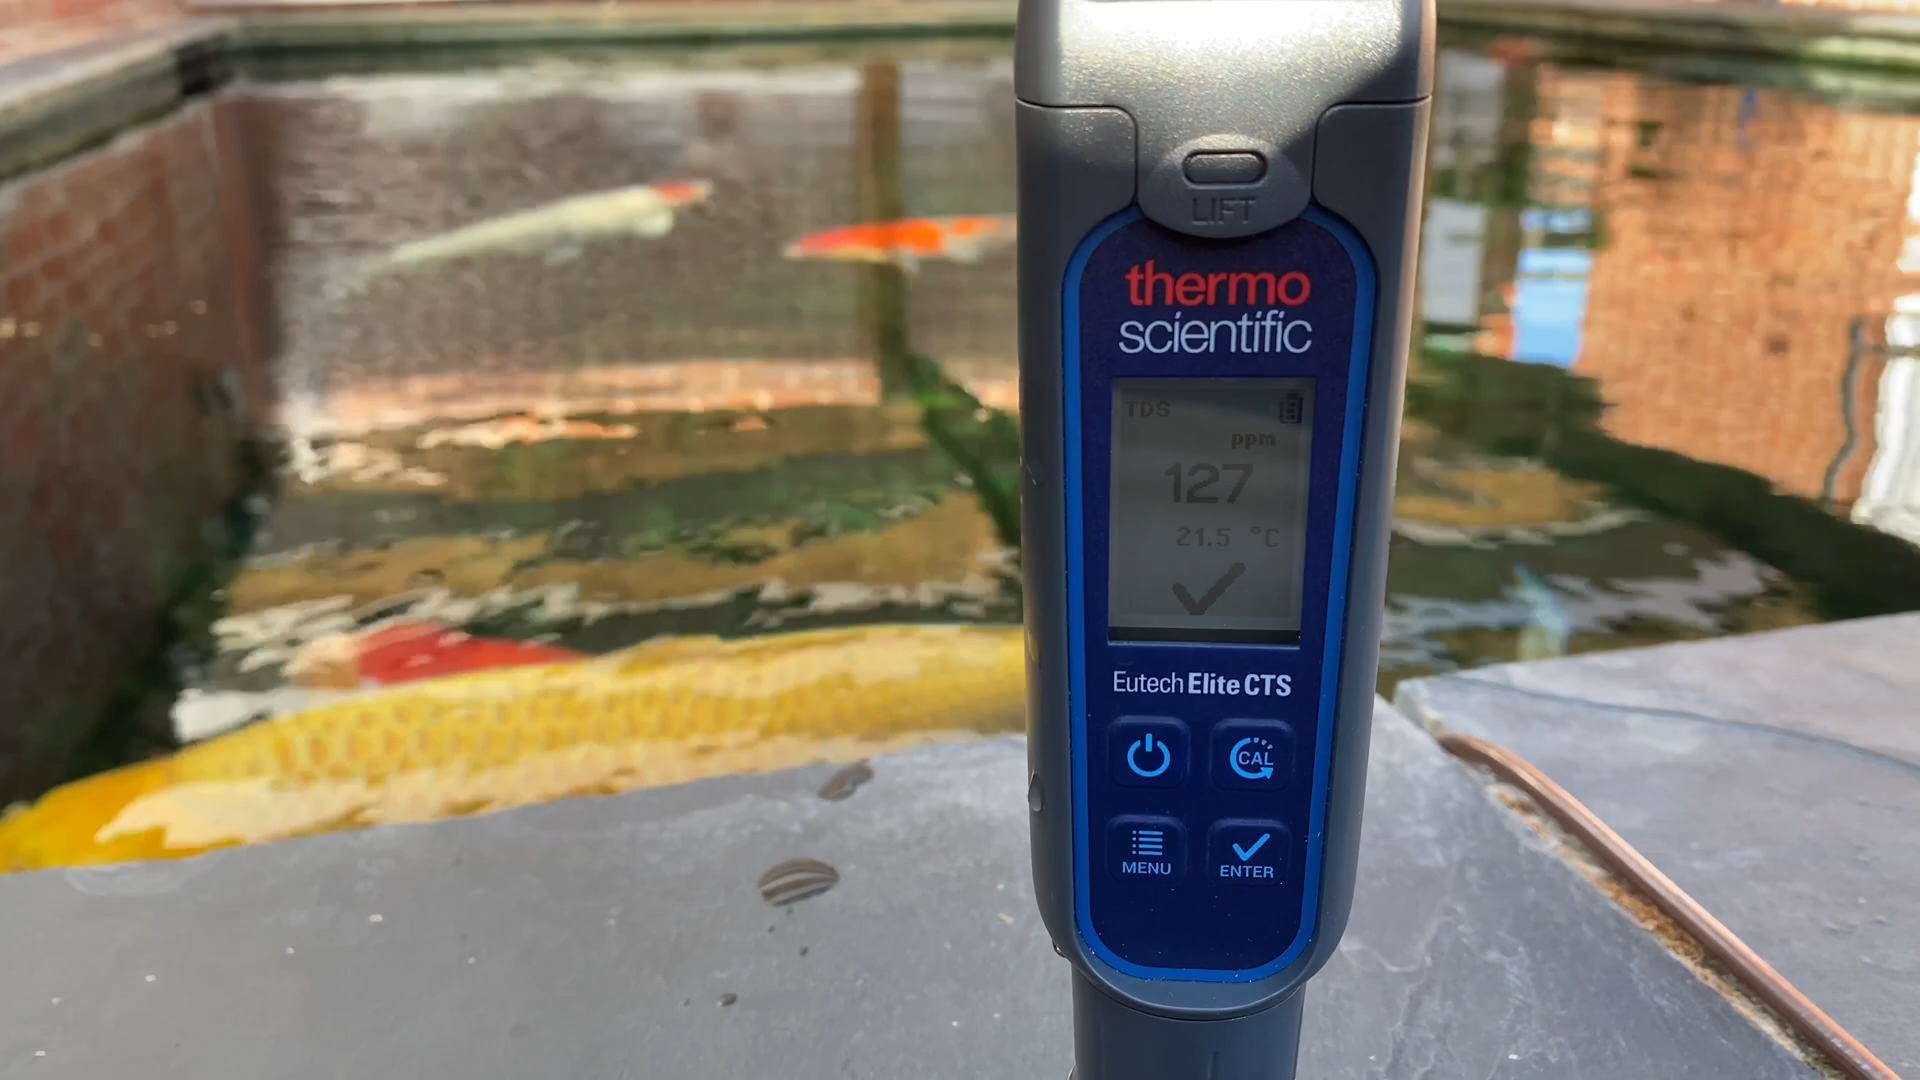 LIFT
thermo
scientific
TDS
ppm
127
21.5 °C
Eutech Elite CTS
CAL
MENU
ENTER